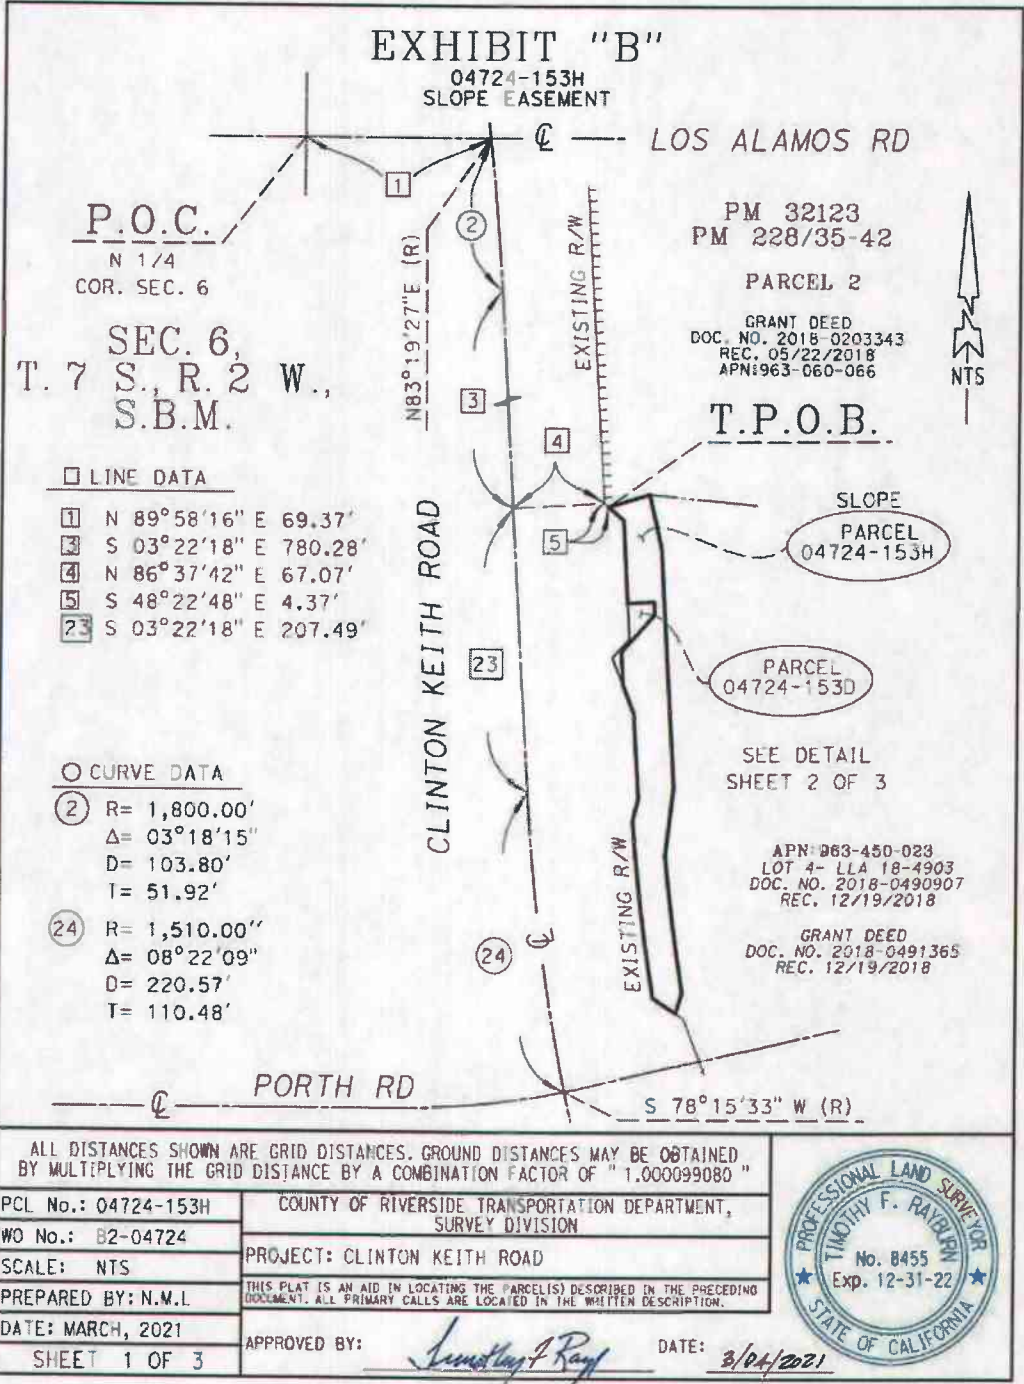 EXHIBIT "B"
04724-153H
SLOPE EASEMENT
℄
LOS ALAMOS RD
1
P.O.C.
N 1/4
COR. SEC. 6
2
N83°19'27"E (R)
EXISTING R/W
PM 32123
PM 228/35-42
PARCEL 2
GRANT DEED
DOC. NO. 2018-0203343
REC. 05/22/2018
APN:963-060-066
NTS
SEC. 6,
T. 7 S., R. 2 W.,
S.B.M.
3
4
T.P.O.B.
LINE DATA
1 N 89°58'16" E 69.37'
3 S 03°22'18" E 780.28'
4 N 86°37'42" E 67.07'
5 S 48°22'48" E 4.37'
23 S 03°22'18" E 207.49'
5
SLOPE
PARCEL
04724-153H
CLINTON KEITH ROAD
23
PARCEL
04724-153D
SEE DETAIL
SHEET 2 OF 3
CURVE DATA
2 R= 1,800.00'
Δ= 03°18'15"
D= 103.80'
T= 51.92'
24 R= 1,510.00''
Δ= 08°22'09"
D= 220.57'
T= 110.48'
EXISTING R/W
24
℄
APN:963-450-023
LOT 4- LLA 18-4903
DOC. NO. 2018-0490907
REC. 12/19/2018
GRANT DEED
DOC. NO. 2018-0491365
REC. 12/19/2018
℄
PORTH RD
S 78°15'33" W (R)
ALL DISTANCES SHOWN ARE GRID DISTANCES. GROUND DISTANCES MAY BE OBTAINED
BY MULTIPLYING THE GRID DISTANCE BY A COMBINATION FACTOR OF " 1.000099080 "
PCL No.: 04724-153H
WO No.: B2-04724
SCALE: NTS
PREPARED BY: N.M.L
DATE: MARCH, 2021
SHEET 1 OF 3
COUNTY OF RIVERSIDE TRANSPORTATION DEPARTMENT,
SURVEY DIVISION
PROJECT: CLINTON KEITH ROAD
THIS PLAT IS AN AID IN LOCATING THE PARCEL(S) DESCRIBED IN THE PRECEDING
DOCUMENT. ALL PRIMARY CALLS ARE LOCATED IN THE WRITTEN DESCRIPTION.
APPROVED BY: Timothy F Rayb
DATE: 3/04/2021
PROFESSIONAL LAND SURVEYOR
TIMOTHY F. RAYBURN
No. 8455
Exp. 12-31-22
STATE OF CALIFORNIA